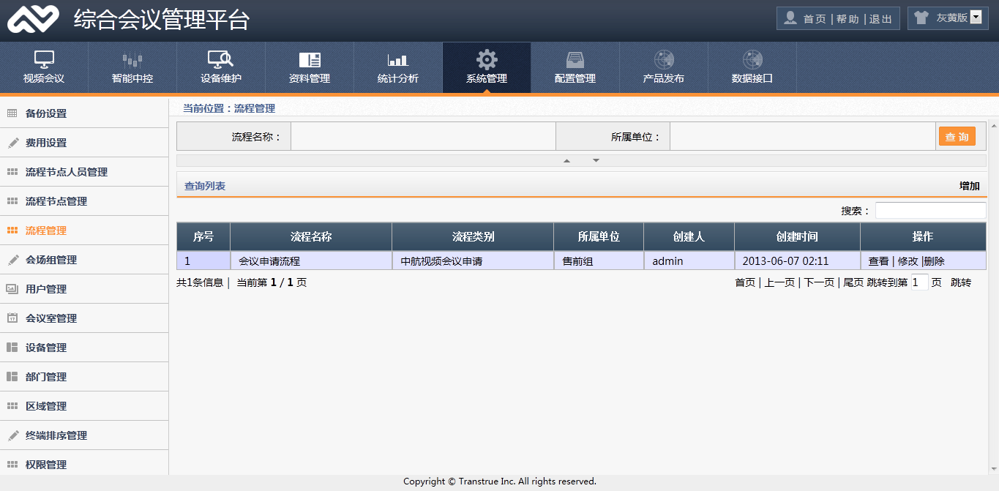 综合会议管理平台
首页 | 帮助 | 退出
灰黄版
视频会议
智能中控
设备维护
资料管理
统计分析
系统管理
配置管理
产品发布
数据接口
备份设置
费用设置
流程节点人员管理
流程节点管理
流程管理
会场组管理
用户管理
会议室管理
设备管理
部门管理
区域管理
终端排序管理
权限管理
当前位置：流程管理
流程名称：
所属单位：
查 询
查询列表
增加
搜索：
序号 流程名称 流程类别 所属单位 创建人 创建时间 操作
1 会议申请流程 中航视频会议申请 售前组 admin 2013-06-07 02:11 查看 | 修改 |删除
共1条信息 | 当前第 1 / 1 页
首页 | 上一页 | 下一页 | 尾页 跳转到第 1 页 跳转
Copyright © Transtrue Inc. All rights reserved.